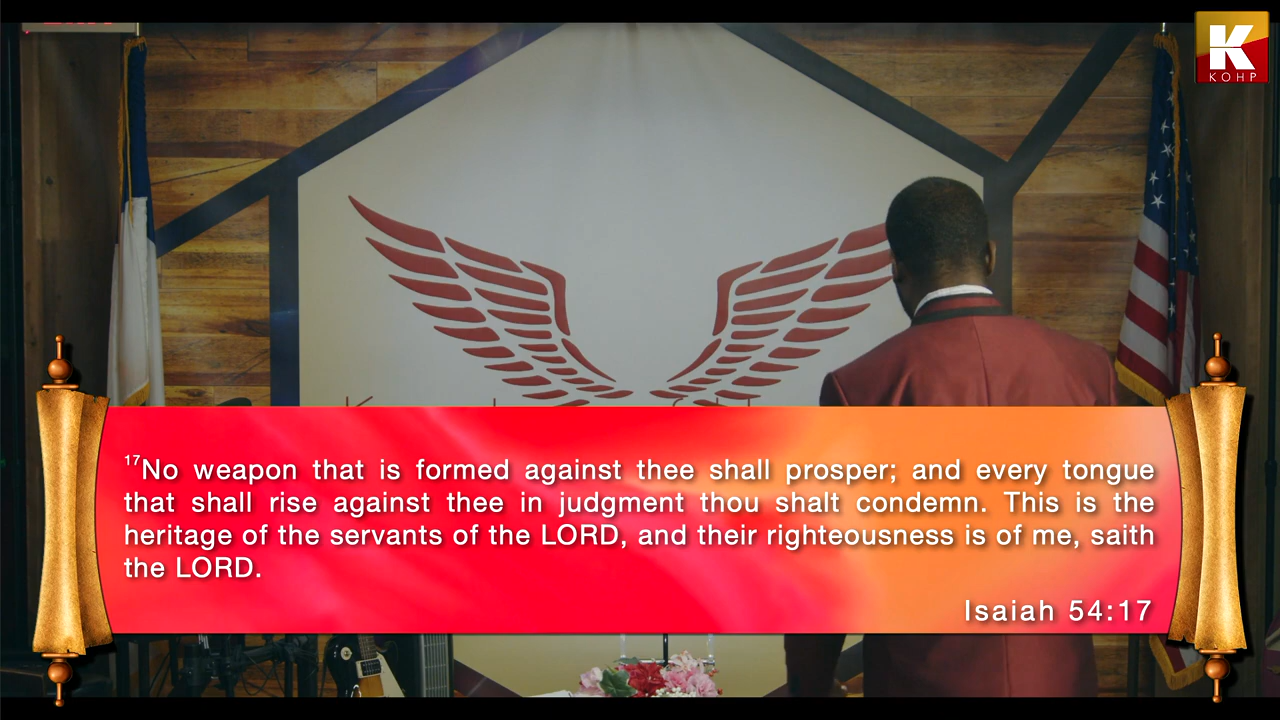 K
KOHP
17No weapon that is formed against thee shall prosper; and every tongue
that shall rise against thee in judgment thou shalt condemn. This is the
heritage of the servants of the LORD, and their righteousness is of me, saith
the LORD.
Isaiah 54:17